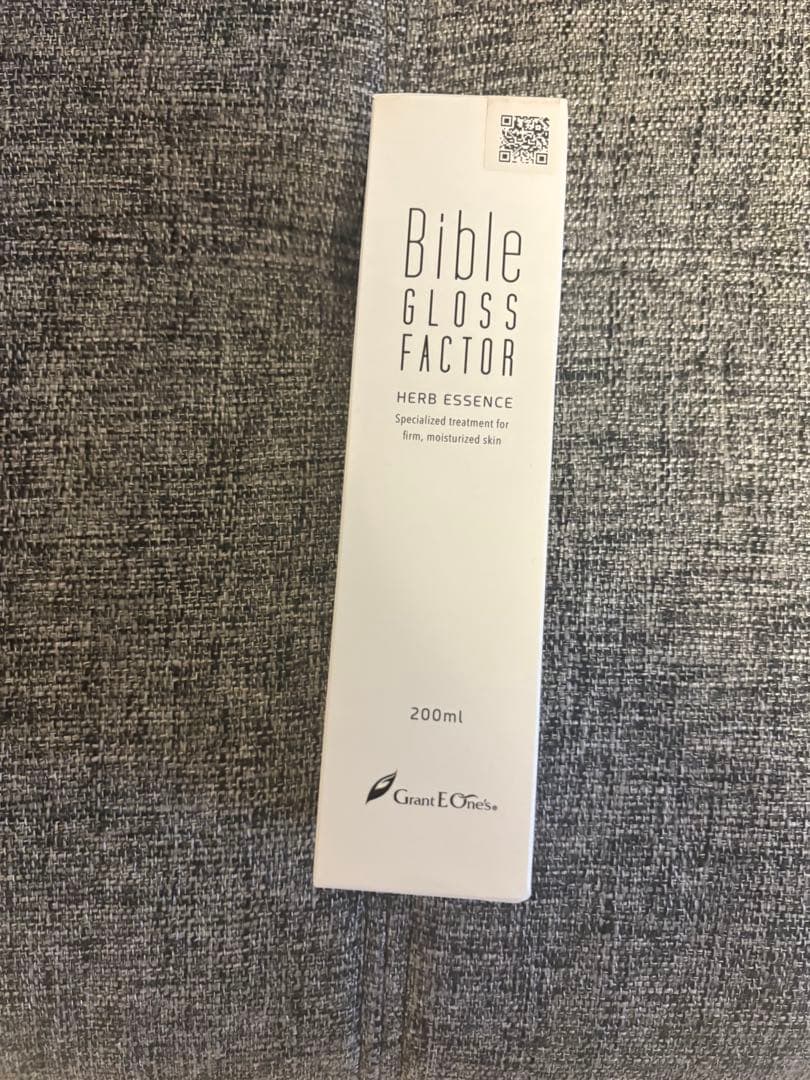 Bible
GLOSS
FACTOR
HERB ESSENCE
Specialized treatment for
firm, moisturized skin
200ml
Grant E One's®